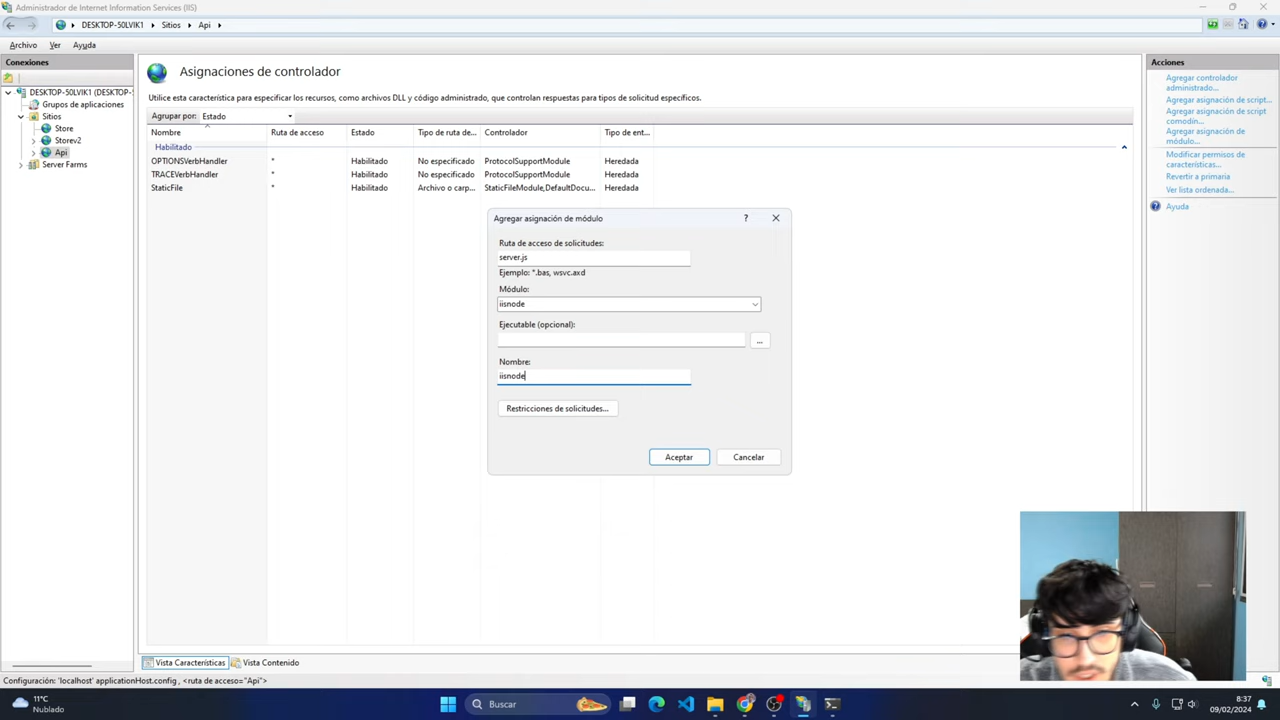 Administrador de Internet Information Services (IIS)
DESKTOP-50LVIK1 Sitios Api
Archivo Ver Ayuda
Conexiones
DESKTOP-50LVIK1 (DESKTOP-
Grupos de aplicaciones
Sitios
Store
Storev2
Api
Server Farms
Asignaciones de controlador
Utilice esta característica para especificar los recursos, como archivos DLL y código administrado, que controlan respuestas para tipos de solicitud específicos.
Agrupar por: Estado
Nombre Ruta de acceso Estado Tipo de ruta de... Controlador Tipo de ent...
Habilitado
OPTIONSVerbHandler * Habilitado No especificado ProtocolSupportModule Heredada
TRACEVerbHandler * Habilitado No especificado ProtocolSupportModule Heredada
StaticFile * Habilitado Archivo o carp... StaticFileModule,DefaultDocu... Heredada
Agregar asignación de módulo ?
Ruta de acceso de solicitudes:
server.js
Ejemplo: *.bas, wsvc.axd
Módulo:
iisnode
Ejecutable (opcional):
...
Nombre:
iisnode
Restricciones de solicitudes...
Aceptar Cancelar
Acciones
Agregar controlador
administrado...
Agregar asignación de script...
Agregar asignación de script
comodín...
Agregar asignación de
módulo...
Modificar permisos de
características...
Revertir a primaria
Ver lista ordenada...
Ayuda
Vista Características Vista Contenido
Configuración: 'localhost' applicationHost.config , <ruta de acceso="Api">
11°C
Nublado
Buscar
8:37
09/02/2024